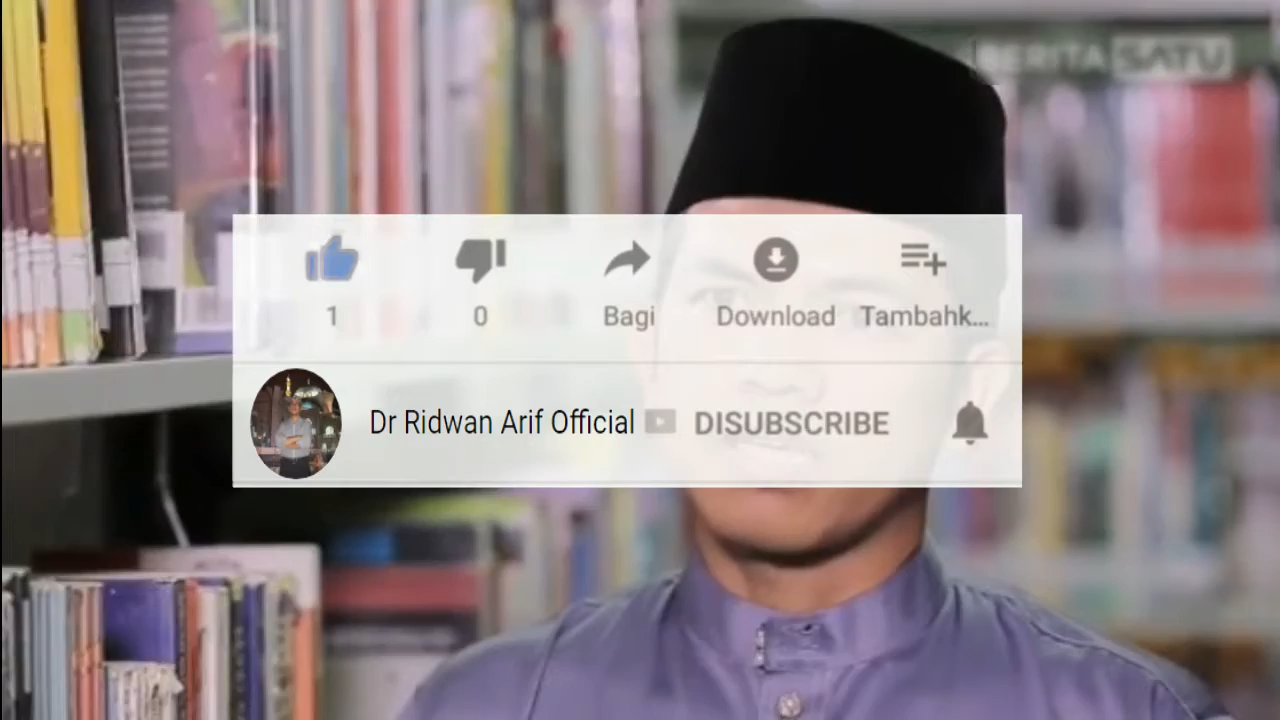 BERITA SATU
1 0 Bagi Download Tambahk...
Dr Ridwan Arif Official DISUBSCRIBE